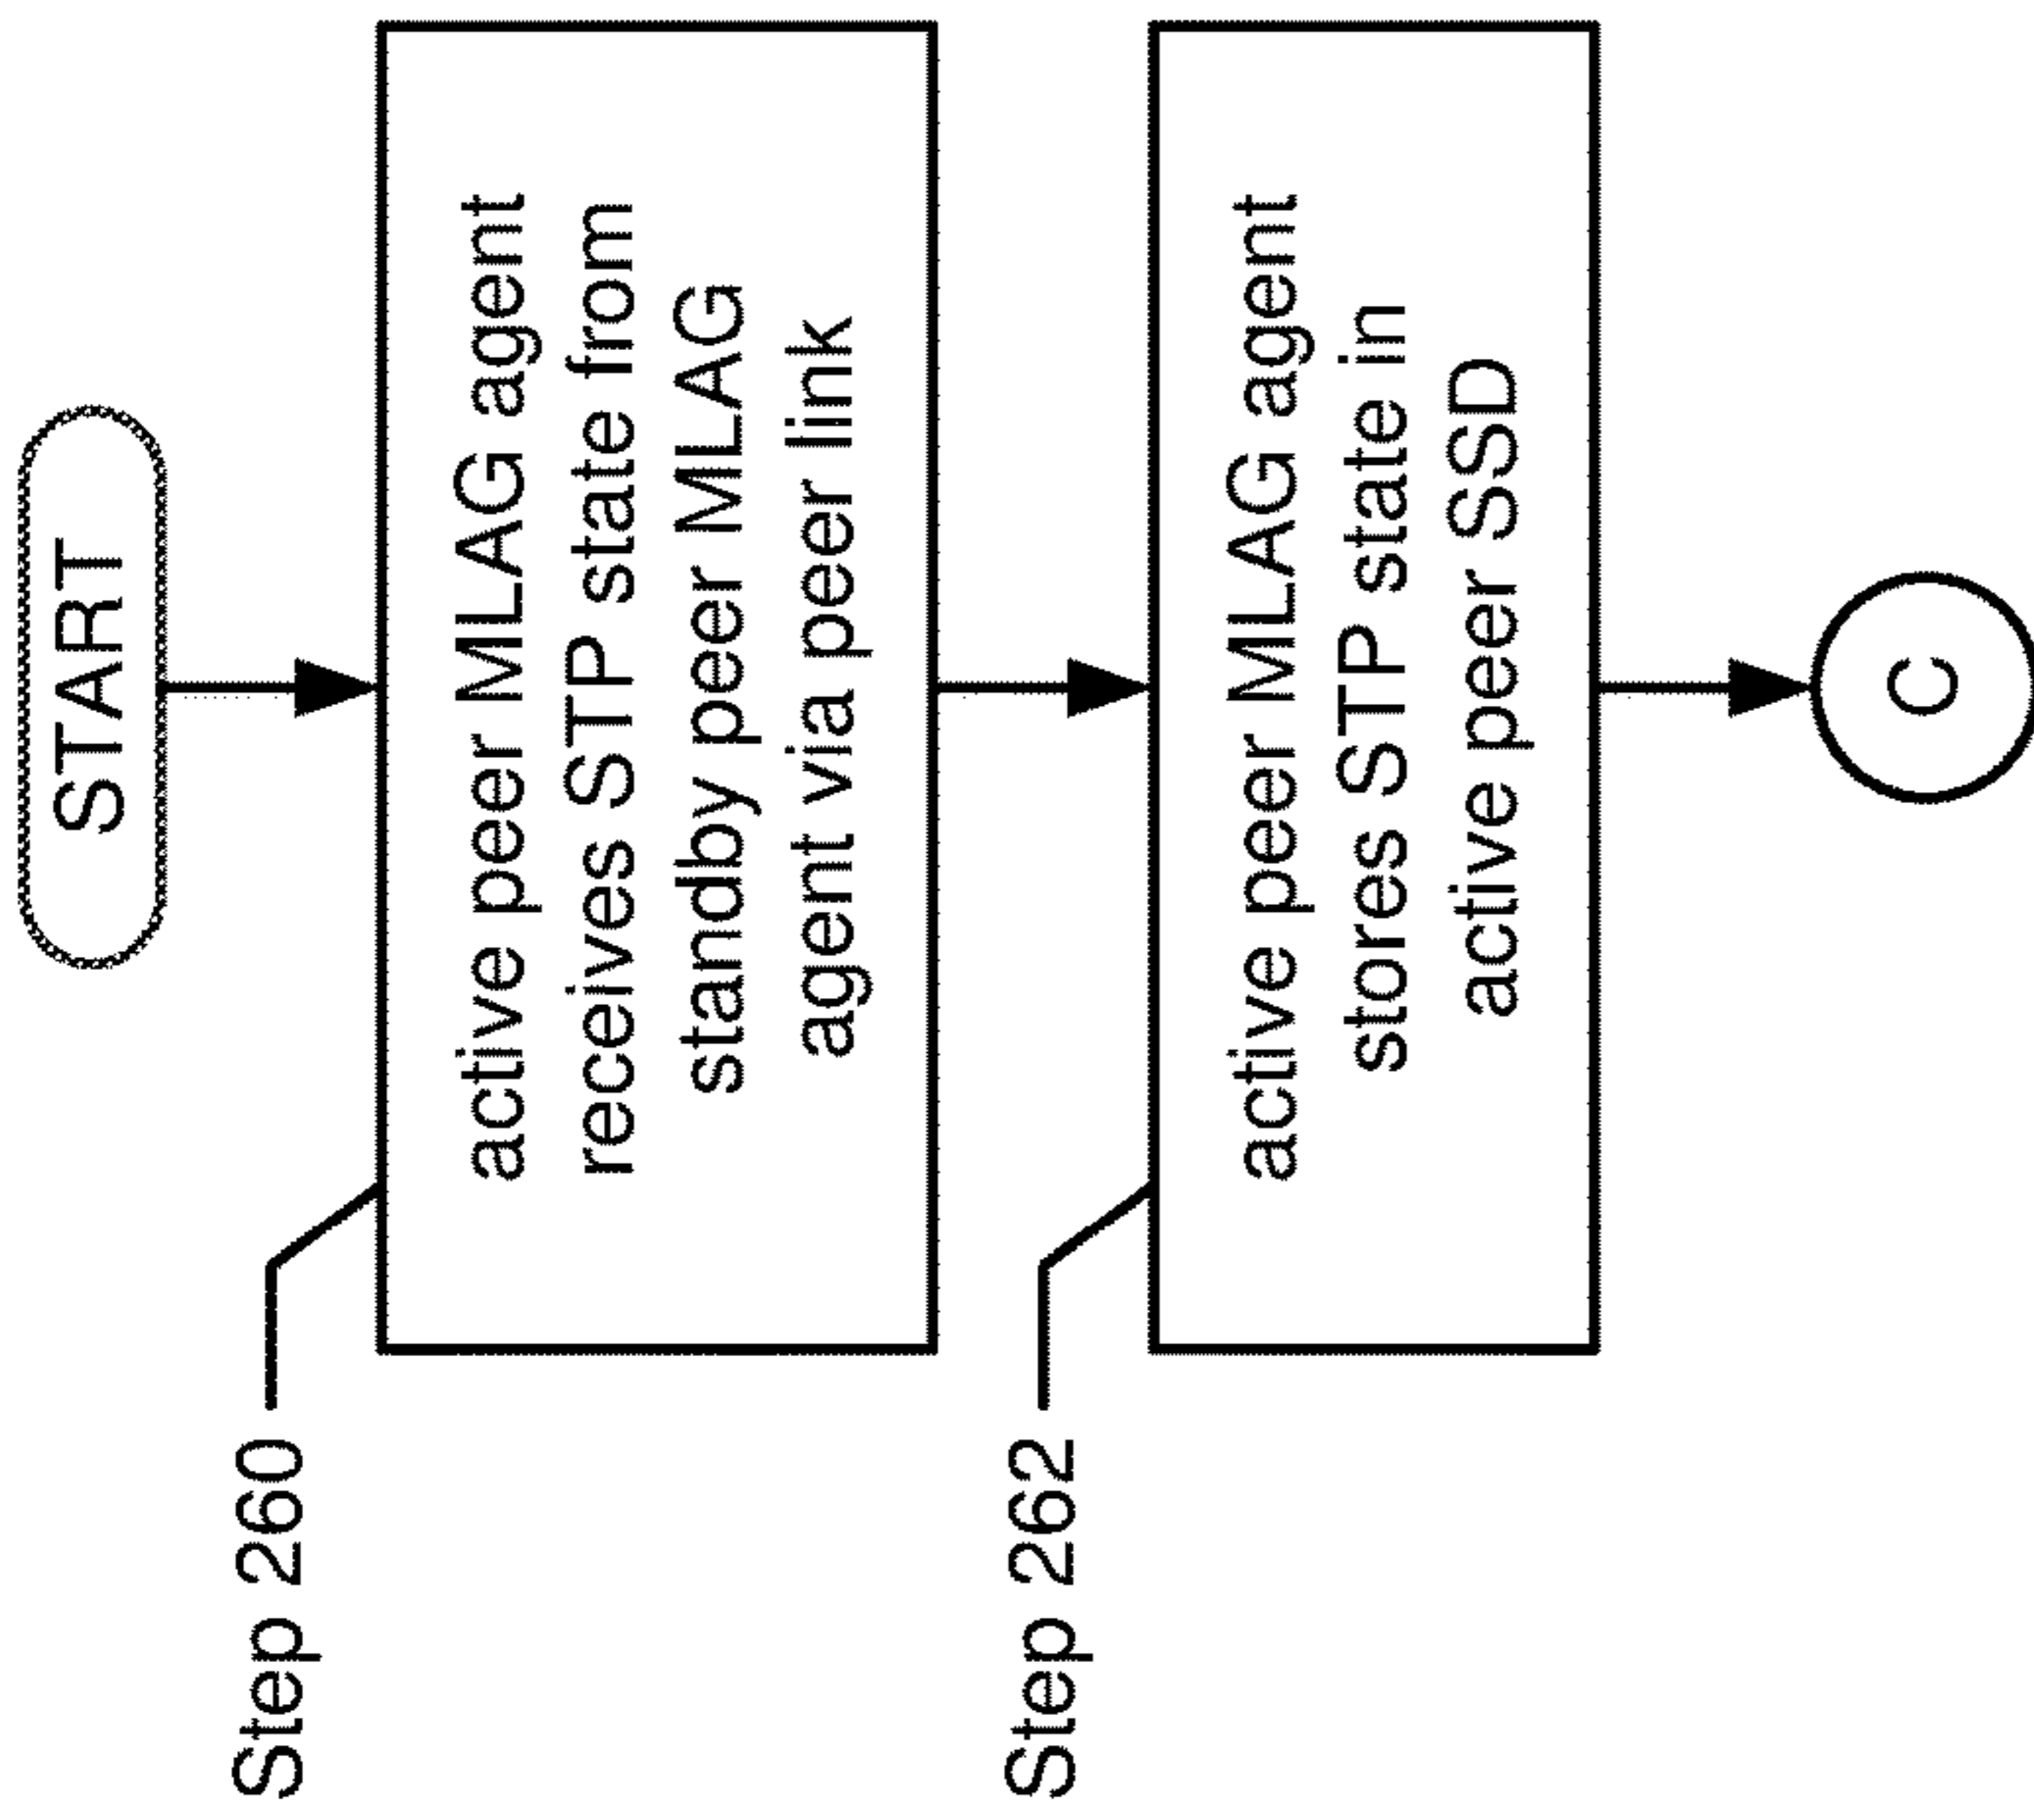 START
Step 260
active peer MLAG agent
receives STP state from
standby peer MLAG
agent via peer link
Step 262
active peer MLAG agent
stores STP state in
active peer SSD
C